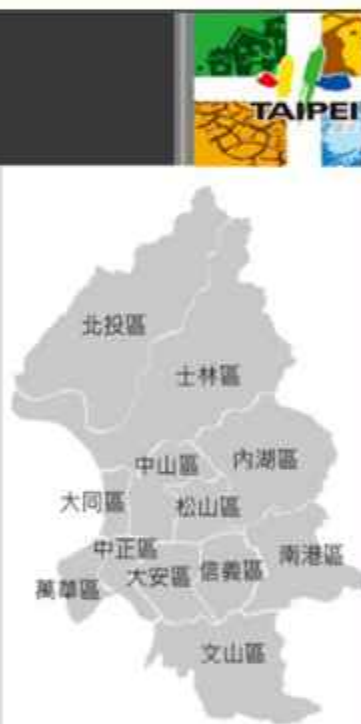 TAIPEI
北投區
士林區
中山區
內湖區
大同區
松山區
中正區
南港區
大安區
信義區
萬華區
文山區